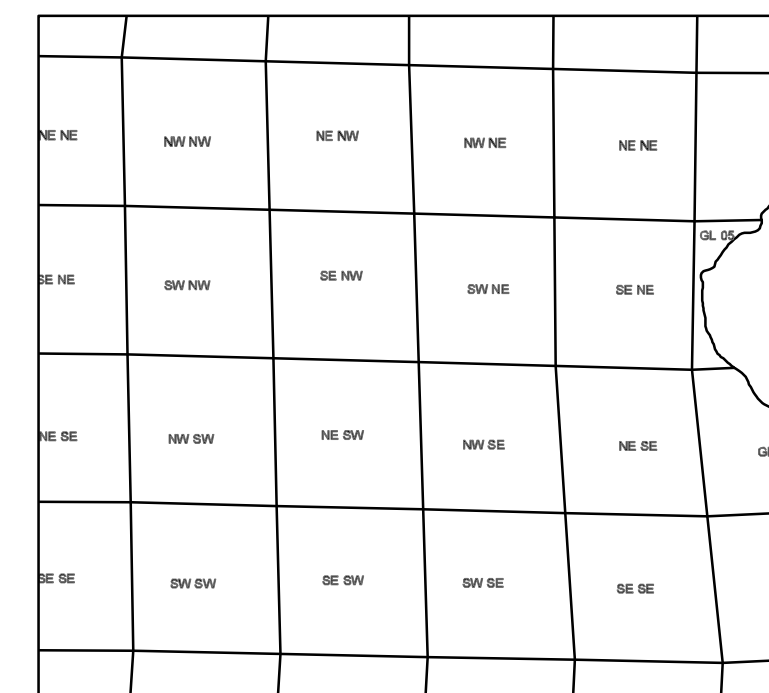 NE NE
NW NW
NE NW
NW NE
NE NE
GL 05
SE NE
SW NW
SE NW
SW NE
SE NE
NE SE
NW SW
NE SW
NW SE
NE SE
SE SE
SW SW
SE SW
SW SE
SE SE